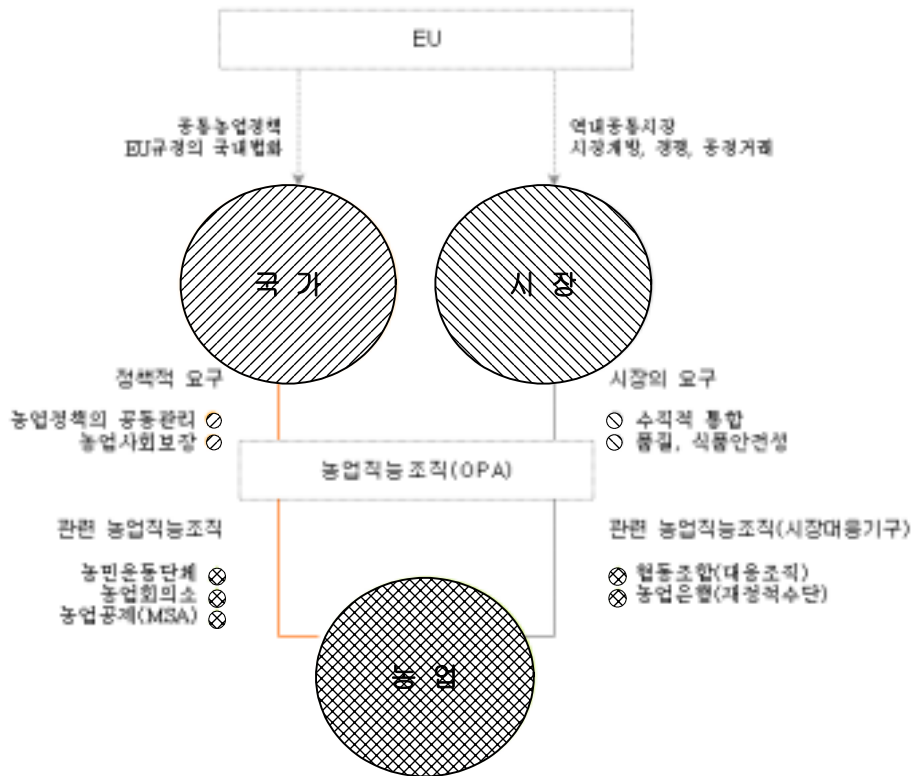 EU
공통농업정책
EU규정의 국내법화
역내공통시장
시장개방, 경쟁, 공정거래
국 가
시 장
정책적 요구
시장의 요구
농업정책의 공동관리
농업사회보장
수직적 통합
품질, 식품안전성
농업직능조직(OPA)
관련 농업직능조직
관련 농업직능조직(시장대응기구)
농민운동단체
농업회의소
농업공제(MSA)
협동조합(대응조직)
농업은행(재정적수단)
농 업